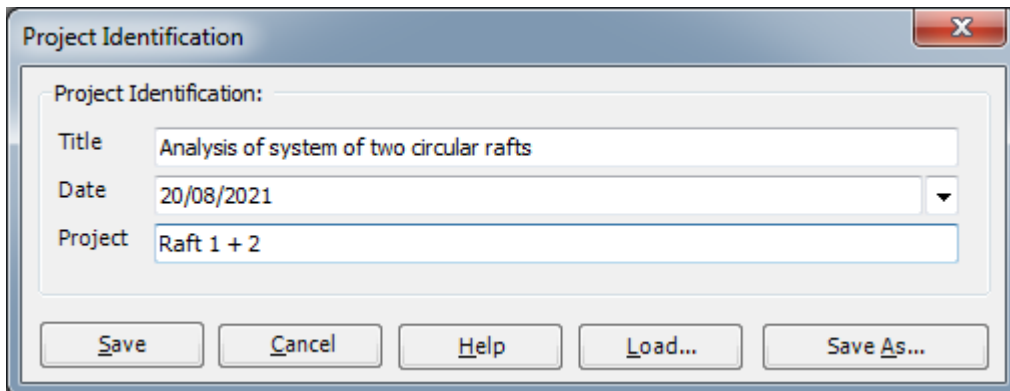 Project Identification
Project Identification:
Title Analysis of system of two circular rafts
Date 20/08/2021
Project Raft 1 + 2
Save Cancel Help Load... Save As...